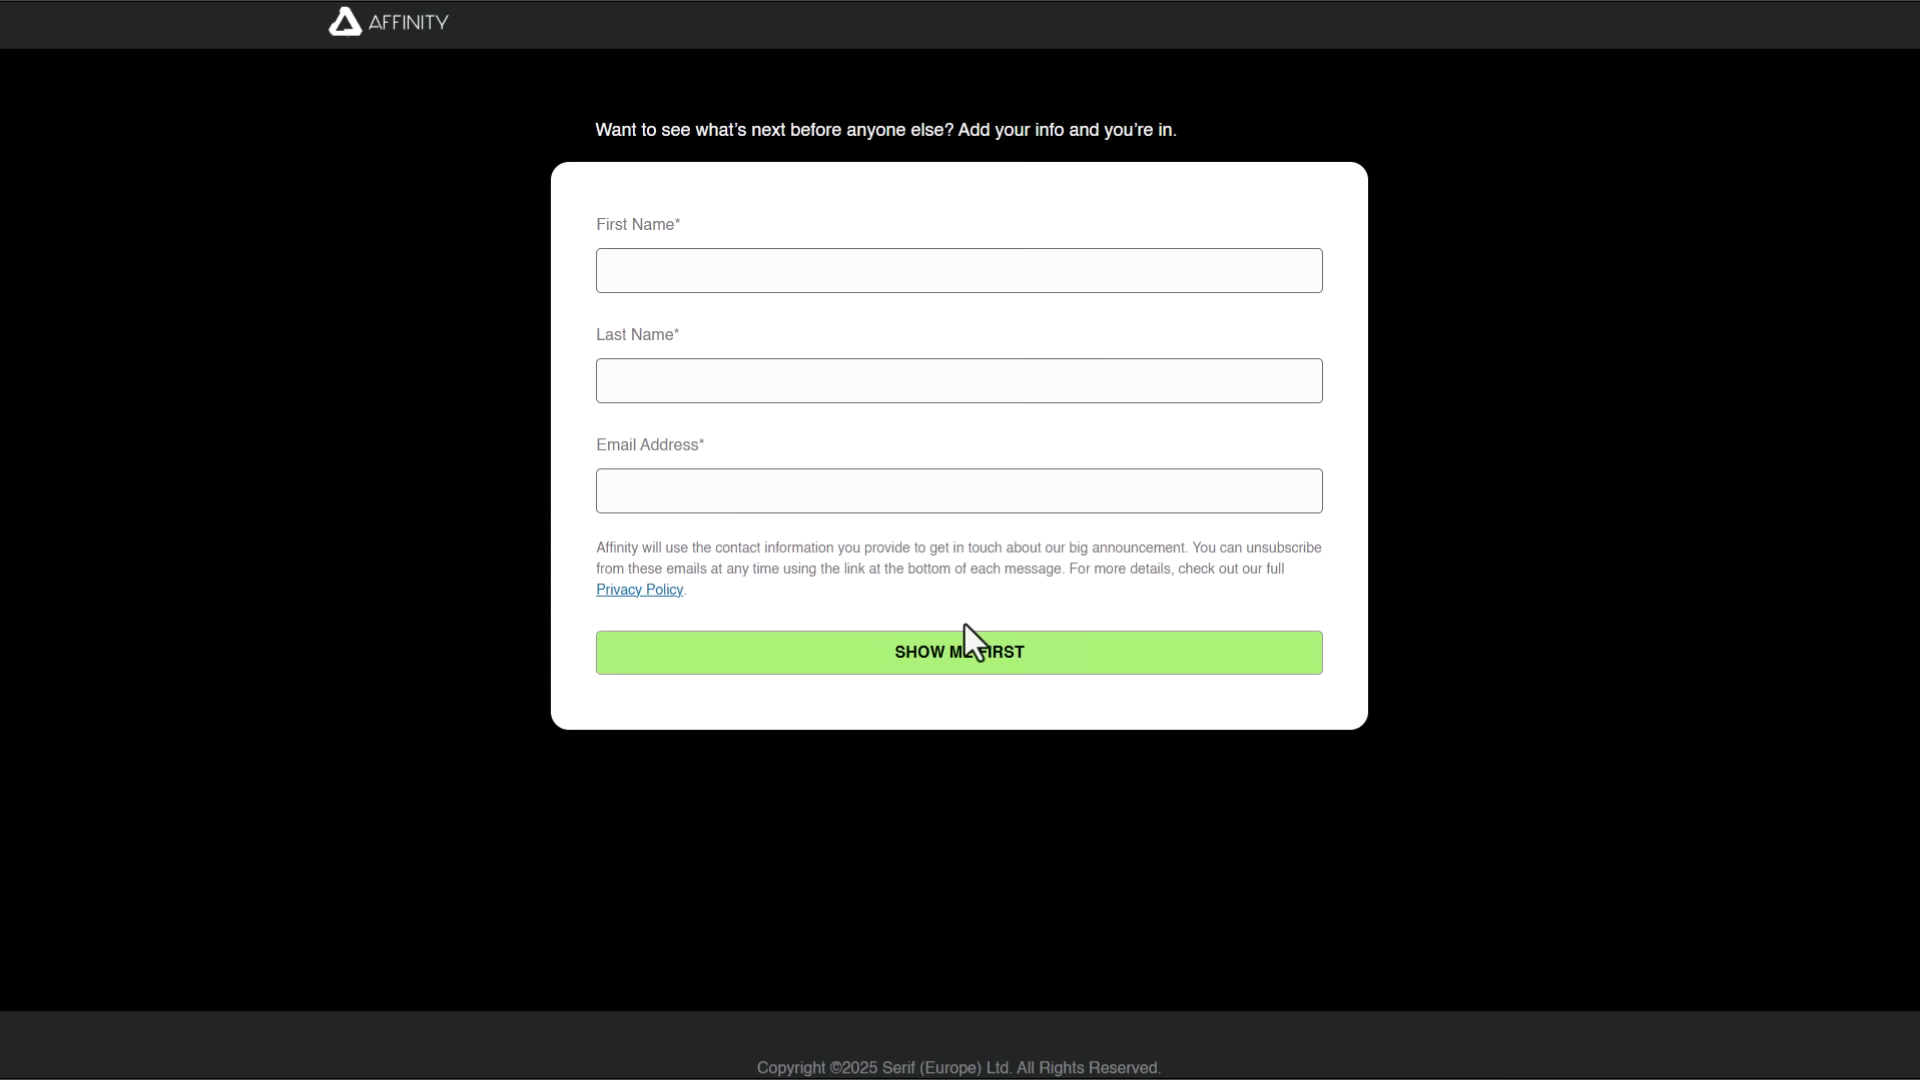 AFFINITY
Want to see what’s next before anyone else? Add your info and you’re in.
First Name*
Last Name*
Email Address*
Affinity will use the contact information you provide to get in touch about our big announcement. You can unsubscribe
from these emails at any time using the link at the bottom of each message. For more details, check out our full
Privacy Policy.
SHOW ME FIRST
Copyright ©2025 Serif (Europe) Ltd. All Rights Reserved.